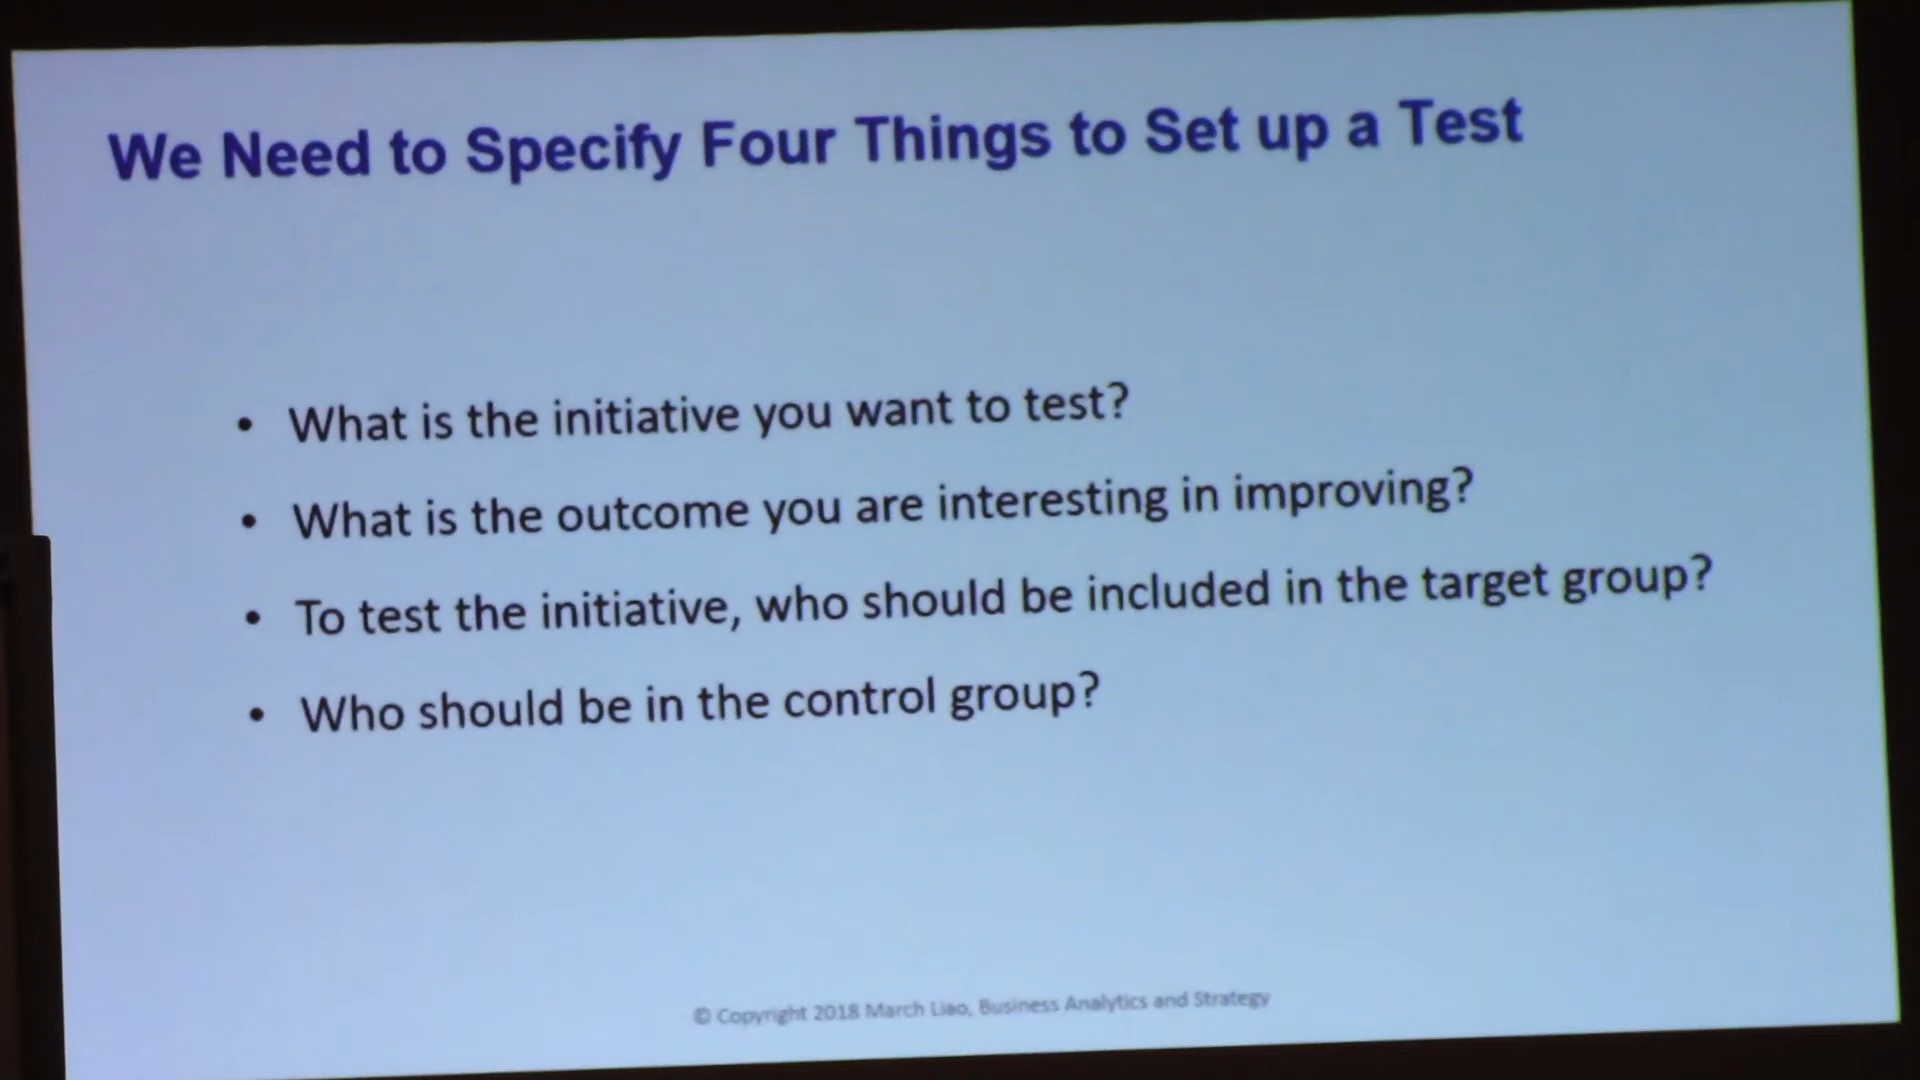 We Need to Specify Four Things to Set up a Test
• What is the initiative you want to test?
• What is the outcome you are interesting in improving?
• To test the initiative, who should be included in the target group?
• Who should be in the control group?
© Copyright 2018 March Liao, Business Analytics and Strategy